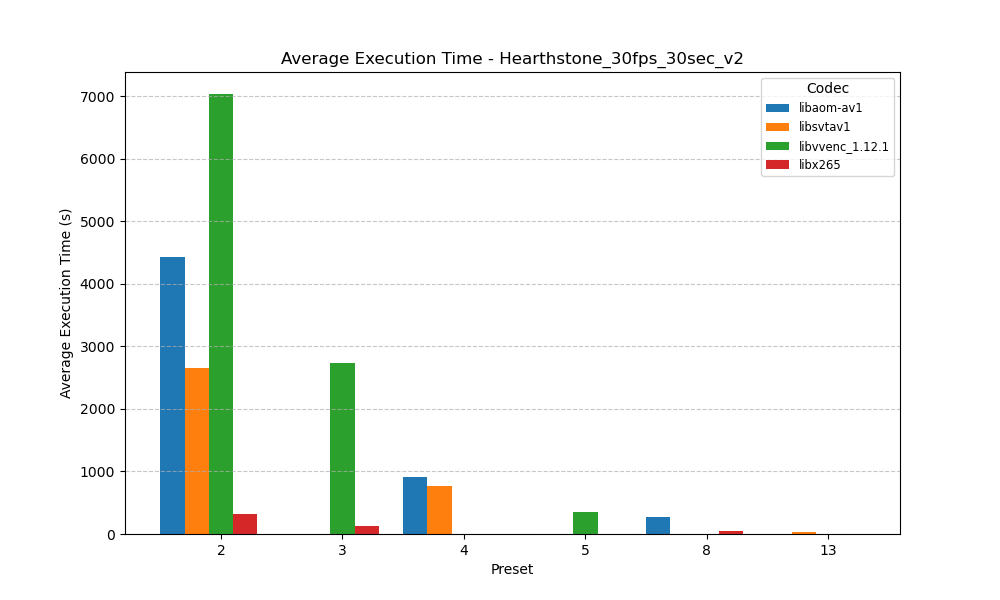 Average Execution Time - Hearthstone_30fps_30sec_v2
Codec
libaom-av1
libsvtav1
libvvenc_1.12.1
libx265
Average Execution Time (s)
7000
6000
5000
4000
3000
2000
1000
0
2 3 4 5 8 13
Preset